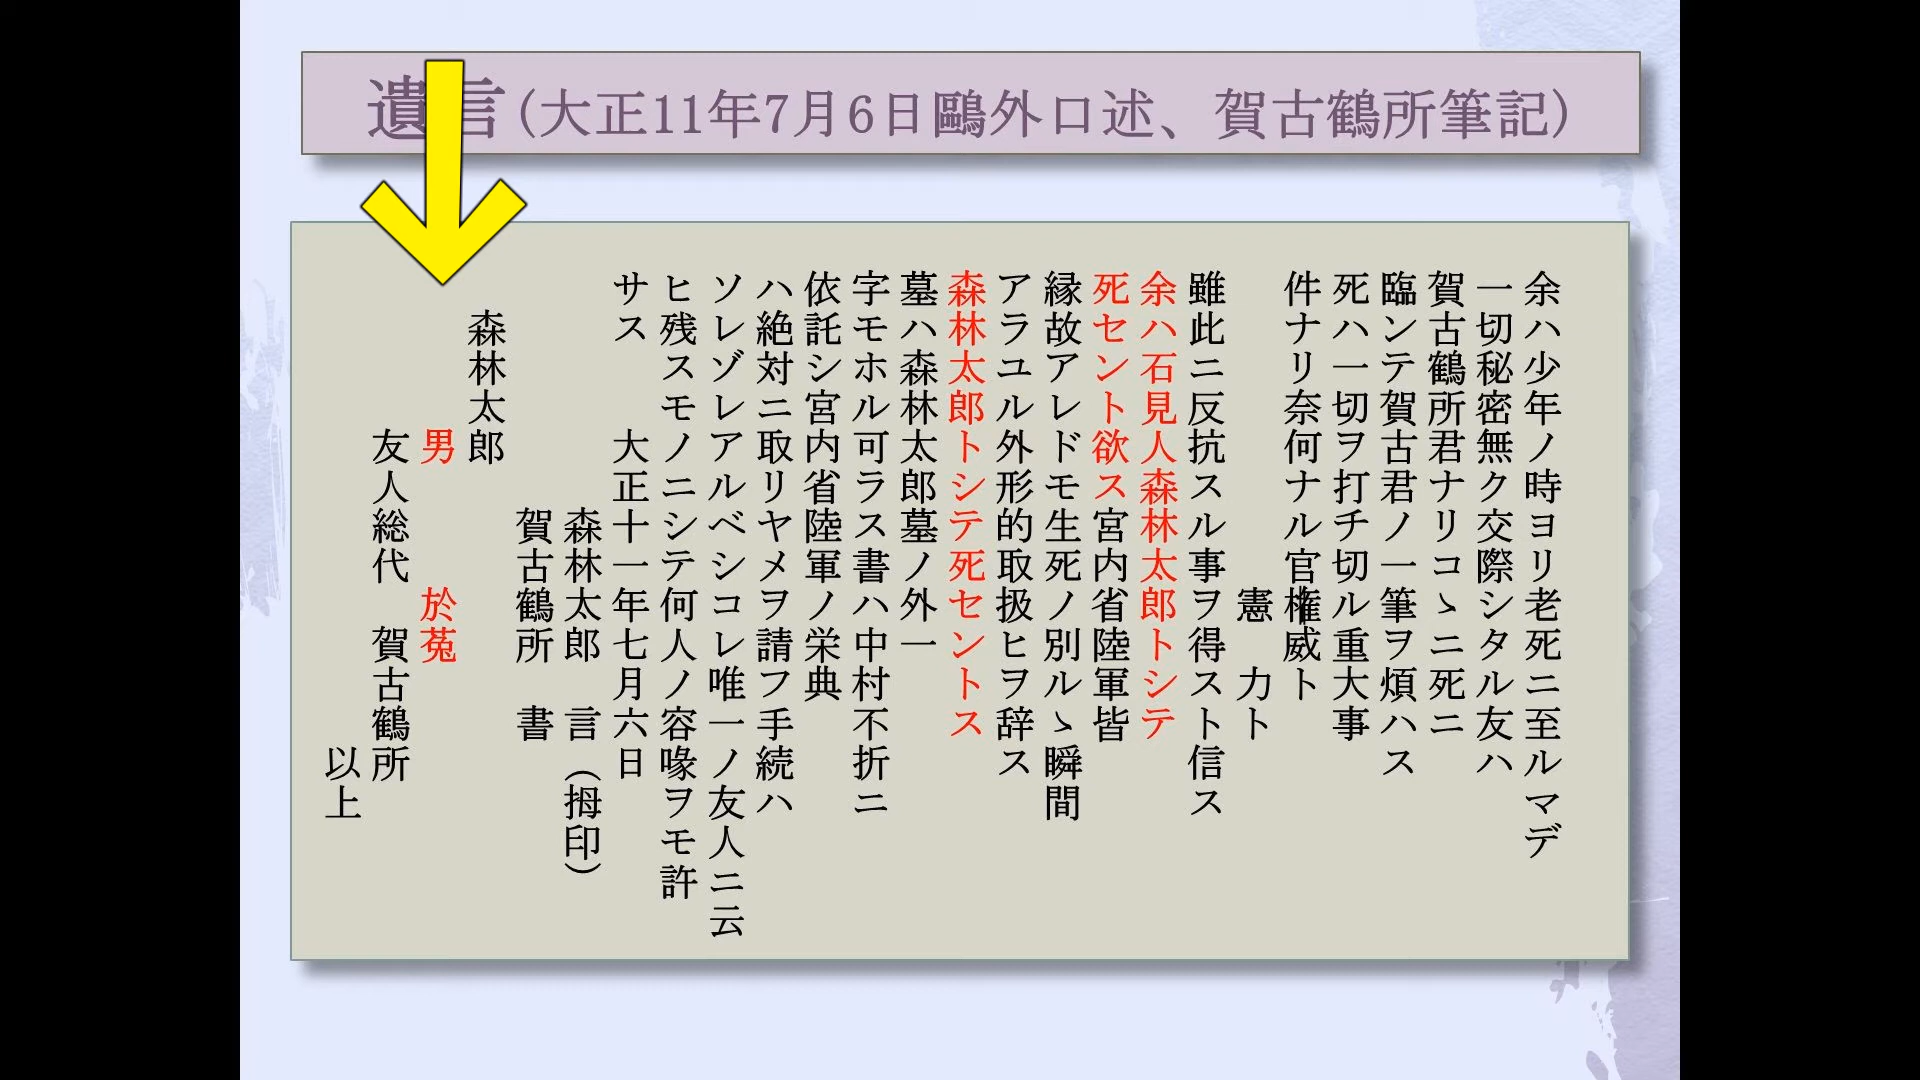 遺言(大正11年7月6日鷗外口述、賀古鶴所筆記)
余ハ少年ノ時ヨリ老死ニ至ルマデ
一切秘密無ク交際シタル友ハ
賀古鶴所君ナリコヽニ死ニ
臨ンテ賀古君ノ一筆ヲ煩ハス
死ハ一切ヲ打チ切ル重大事
件ナリ奈何ナル官権威ト
憲 力ト
雖此ニ反抗スル事ヲ得スト信ス
余ハ石見人森林太郎トシテ
死セント欲ス宮内省陸軍皆
縁故アレドモ生死ノ別ルヽ瞬間
アラユル外形的取扱ヒヲ辞ス
森林太郎トシテ死セントス
墓ハ森林太郎墓ノ外一
字モホル可ラス書ハ中村不折ニ
依託シ宮内省陸軍ノ栄典
ハ絶対ニ取リヤメヲ請フ手続ハ
ソレゾレアルベシコレ唯一ノ友人ニ云
ヒ残スモノニシテ何人ノ容喙ヲモ許
サス 大正十一年七月六日
森林太郎 言（拇印）
賀古鶴所 書
森林太郎
男 於菟
友人総代 賀古鶴所
以上